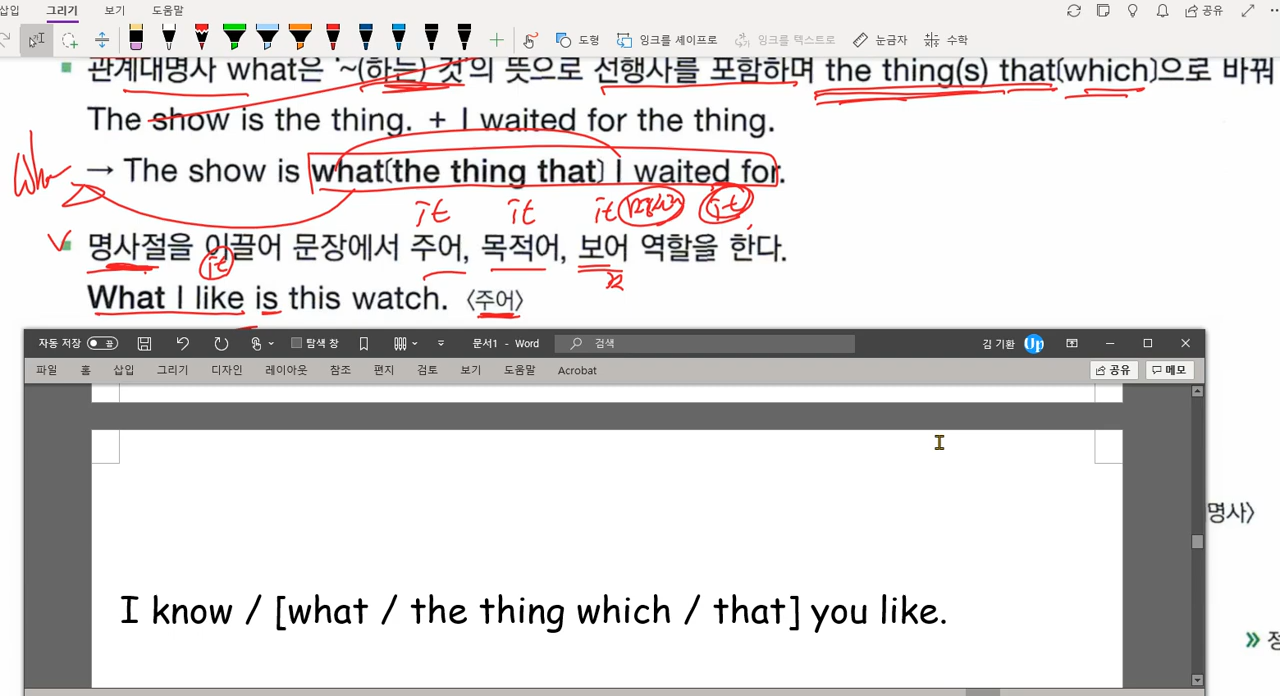 삽입 그리기 보기 도움말
공유
도형 잉크를 셰이프로 잉크를 텍스트로 눈금자 수학
관계대명사 what은 '~(하는) 것'의 뜻으로 선행사를 포함하며 the thing(s) that(which)으로 바꿔
The show is the thing. + I waited for the thing.
→ The show is what(the thing that) I waited for.
it it it it
명사절을 이끌어 문장에서 주어, 목적어, 보어 역할을 한다.
it
What I like is this watch. 〈주어〉
자동 저장 끔 탐색 창 문서1 - Word 검색 김 기환
파일 홈 삽입 그리기 디자인 레이아웃 참조 편지 검토 보기 도움말 Acrobat 공유 메모
명사〉
I know / [what / the thing which / that] you like.
» 정